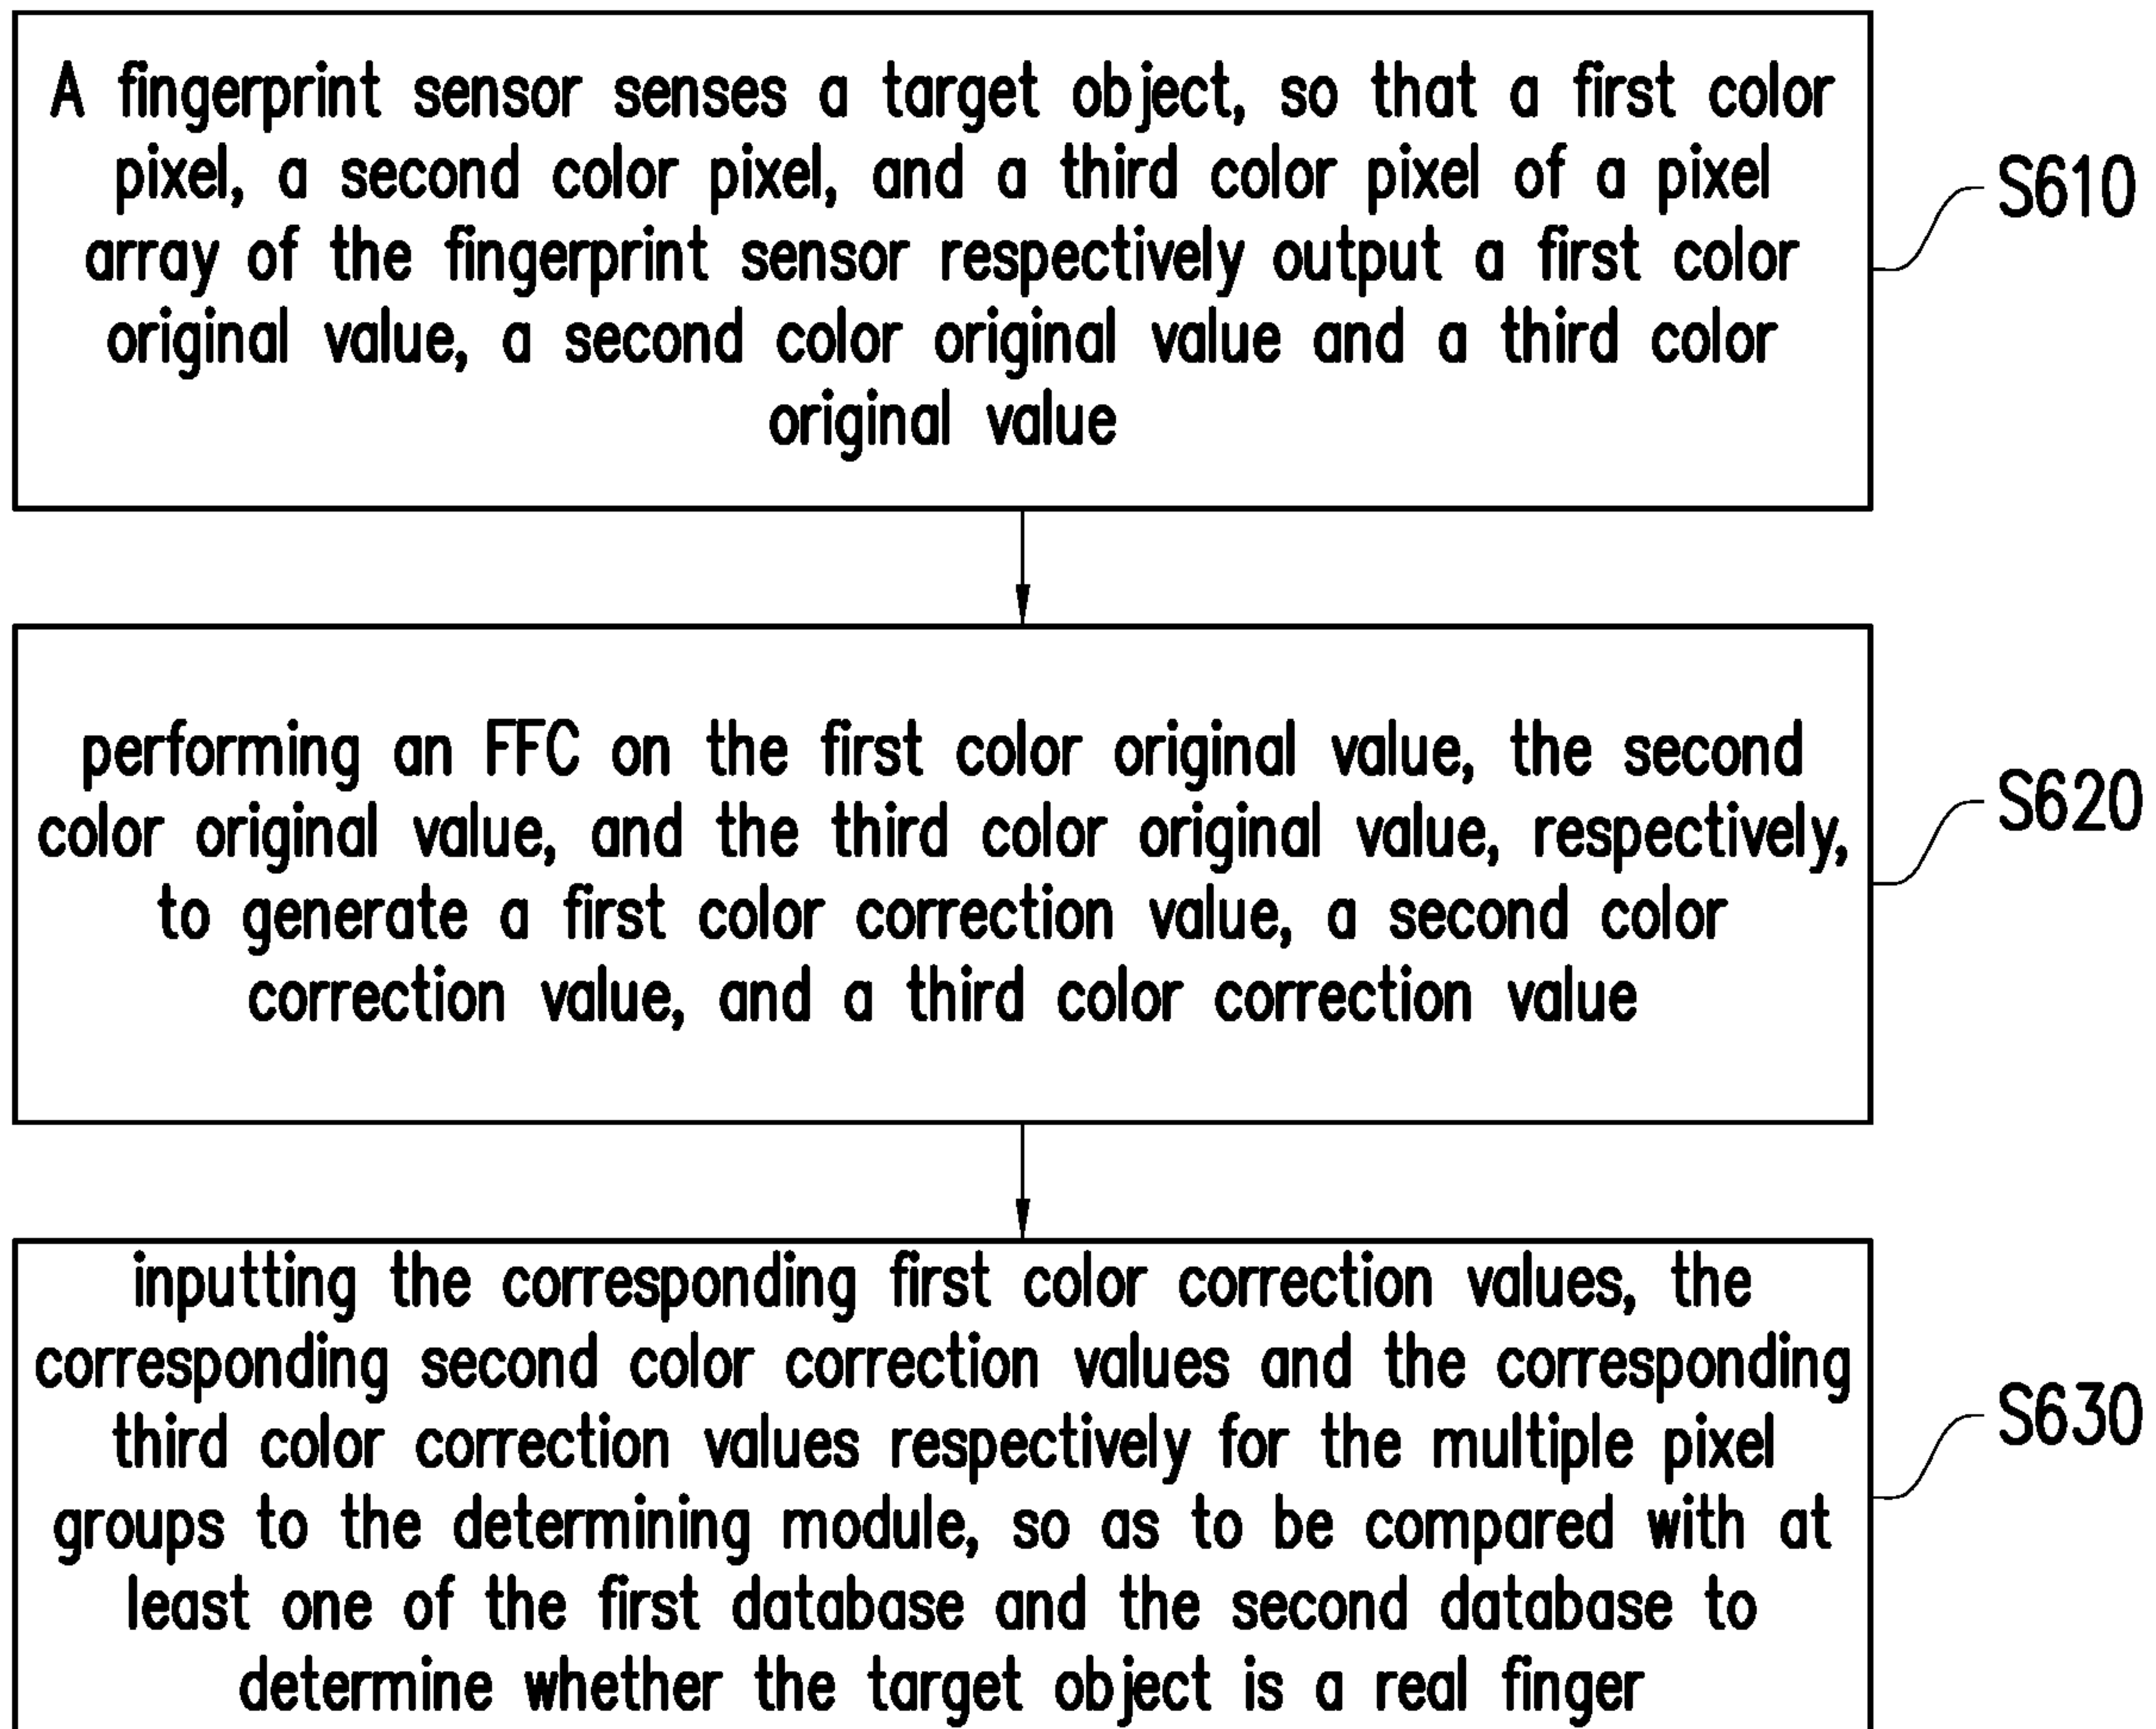 A fingerprint sensor senses a target object, so that a first color
pixel, a second color pixel, and a third color pixel of a pixel
array of the fingerprint sensor respectively output a first color
original value, a second color original value and a third color
original value
S610
performing an FFC on the first color original value, the second
color original value, and the third color original value, respectively,
to generate a first color correction value, a second color
correction value, and a third color correction value
S620
inputting the corresponding first color correction values, the
corresponding second color correction values and the corresponding
third color correction values respectively for the multiple pixel
groups to the determining module, so as to be compared with at
least one of the first database and the second database to
determine whether the target object is a real finger
S630